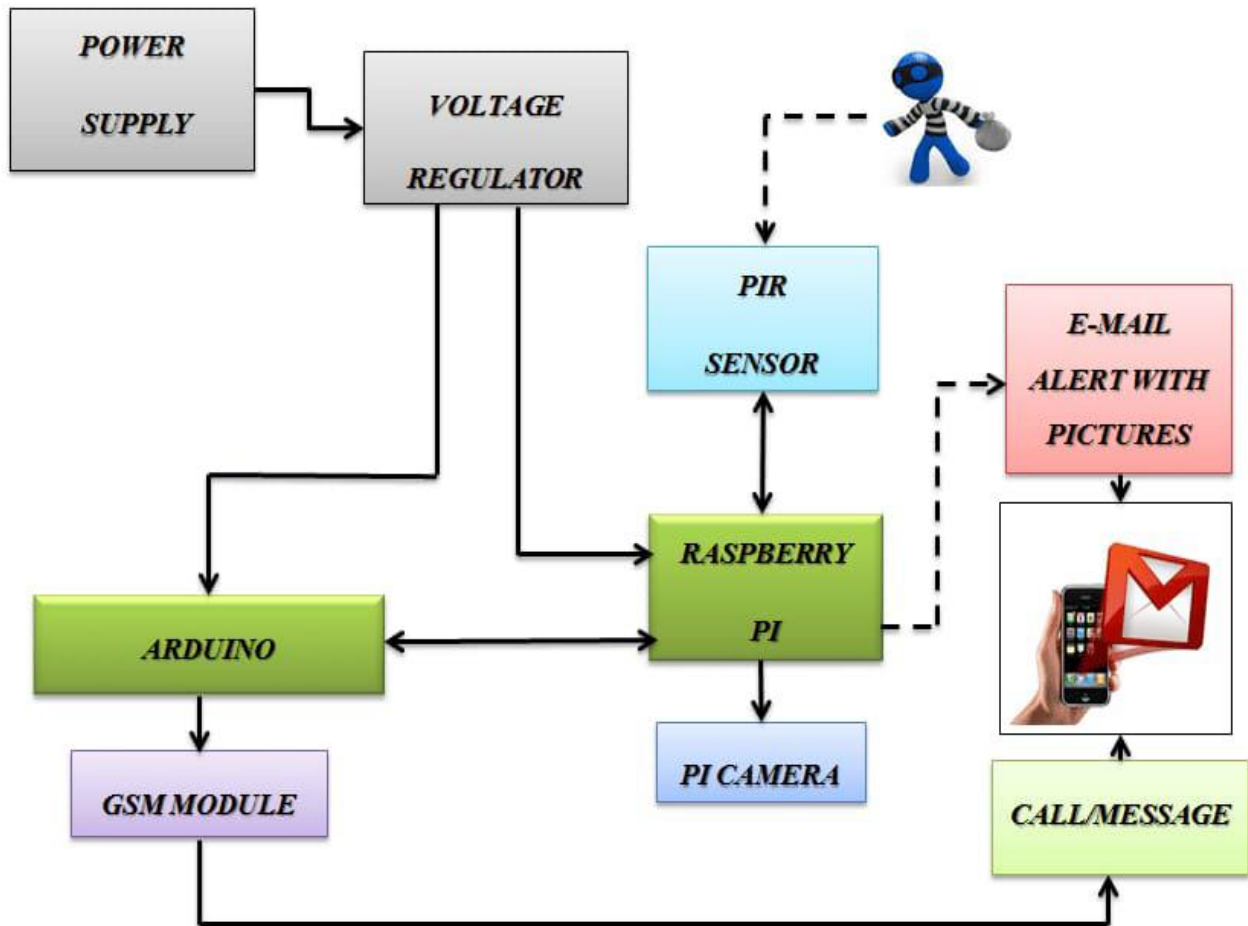 POWER
SUPPLY
VOLTAGE
REGULATOR
PIR
SENSOR
E-MAIL
ALERT WITH
PICTURES
RASPBERRY
PI
ARDUINO
PI CAMERA
GSM MODULE
CALL/MESSAGE